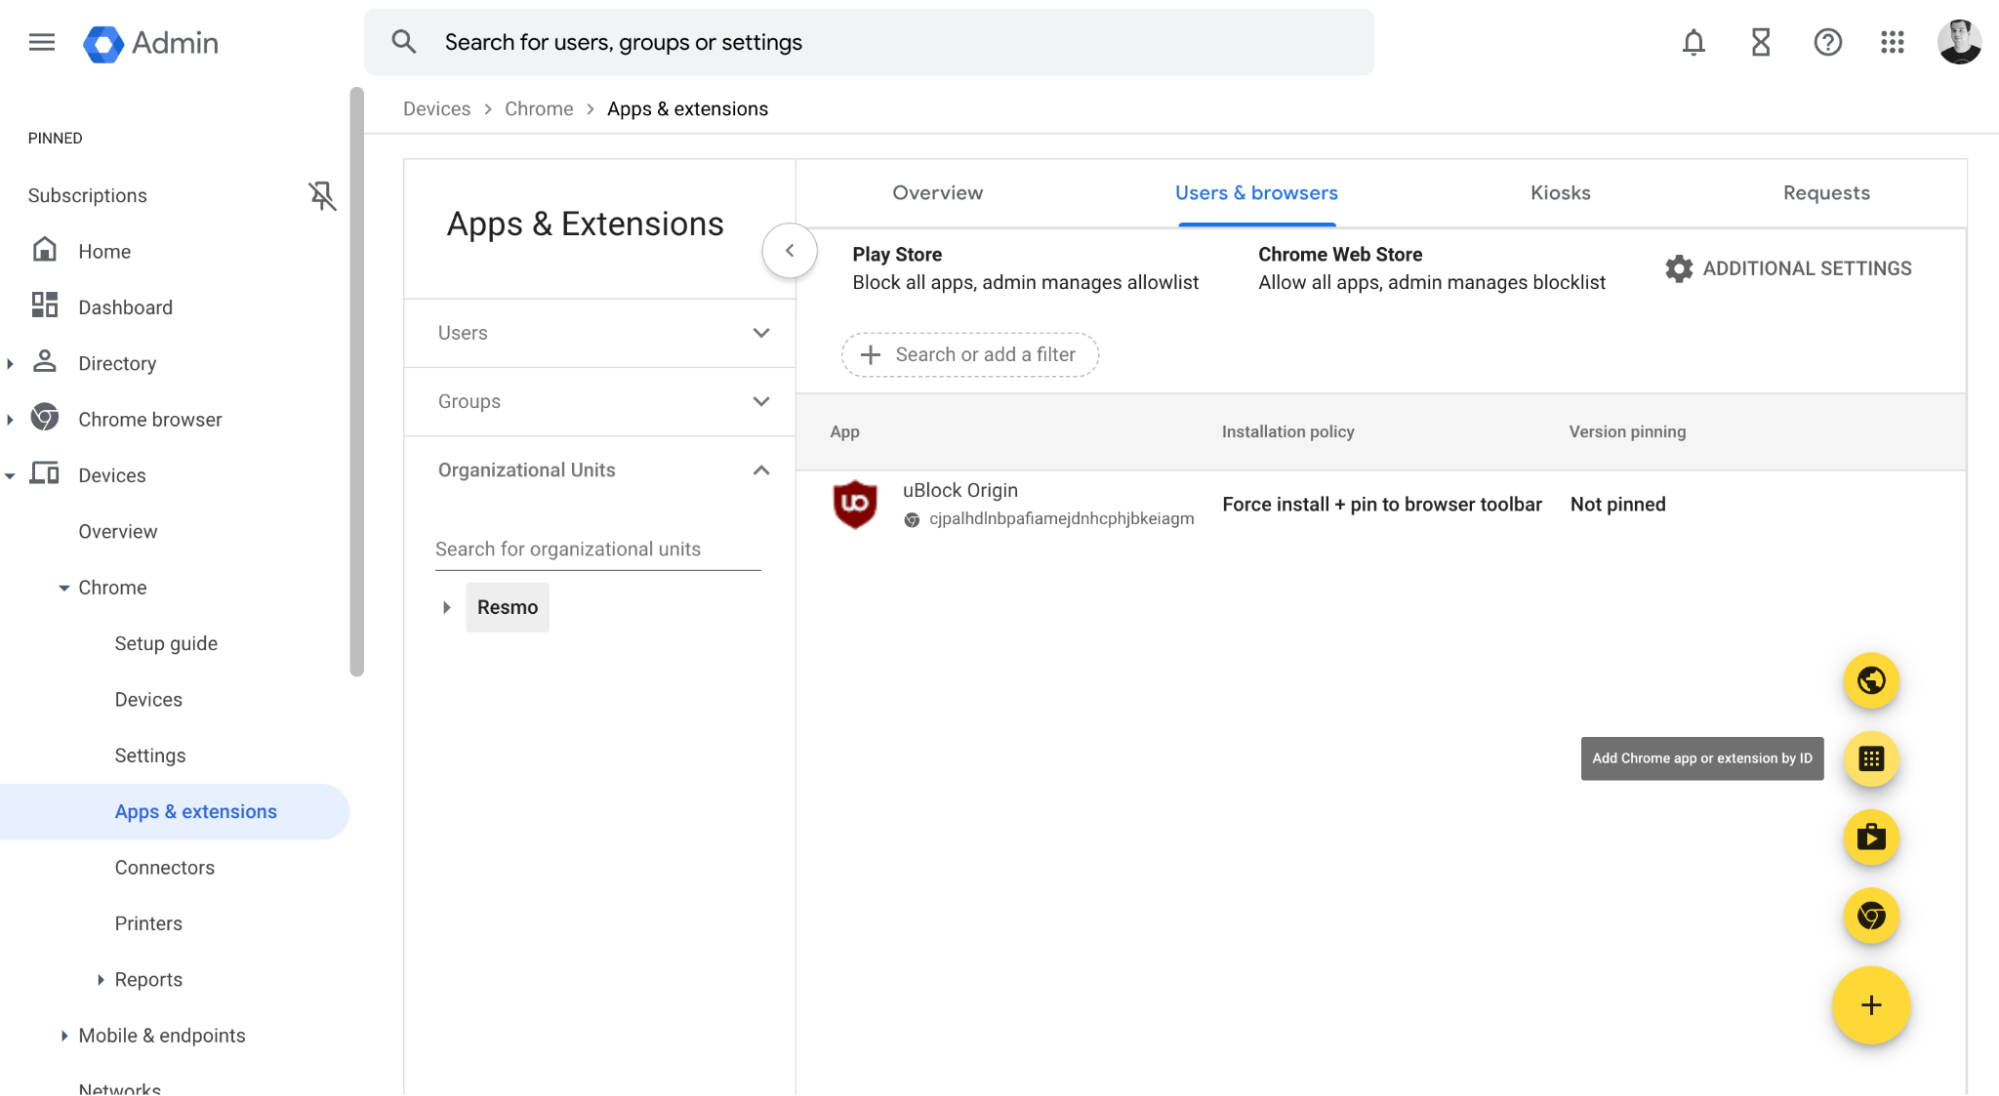 Admin
Search for users, groups or settings
Devices > Chrome > Apps & extensions
PINNED
Subscriptions
Home
Dashboard
Directory
Chrome browser
Devices
Overview
Chrome
Setup guide
Devices
Settings
Apps & extensions
Connectors
Printers
Reports
Mobile & endpoints
Networks
Apps & Extensions
Users
Groups
Organizational Units
Search for organizational units
Resmo
Overview
Users & browsers
Kiosks
Requests
Play Store
Block all apps, admin manages allowlist
Chrome Web Store
Allow all apps, admin manages blocklist
ADDITIONAL SETTINGS
Search or add a filter
App
Installation policy
Version pinning
uBlock Origin
cjpalhdlnbpafiamejdnhcphjbkeiagm
Force install + pin to browser toolbar
Not pinned
Add Chrome app or extension by ID